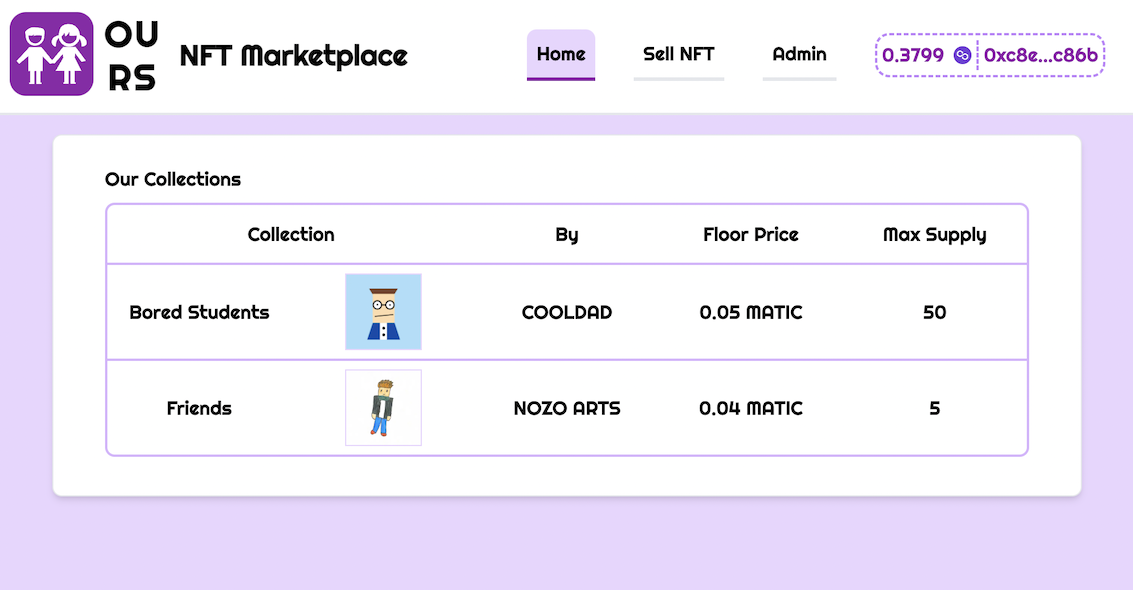 OU
RS
NFT Marketplace
Home
Sell NFT
Admin
0.3799
0xc8e...c86b
Our Collections
Collection By Floor Price Max Supply
Bored Students COOLDAD 0.05 MATIC 50
Friends NOZO ARTS 0.04 MATIC 5